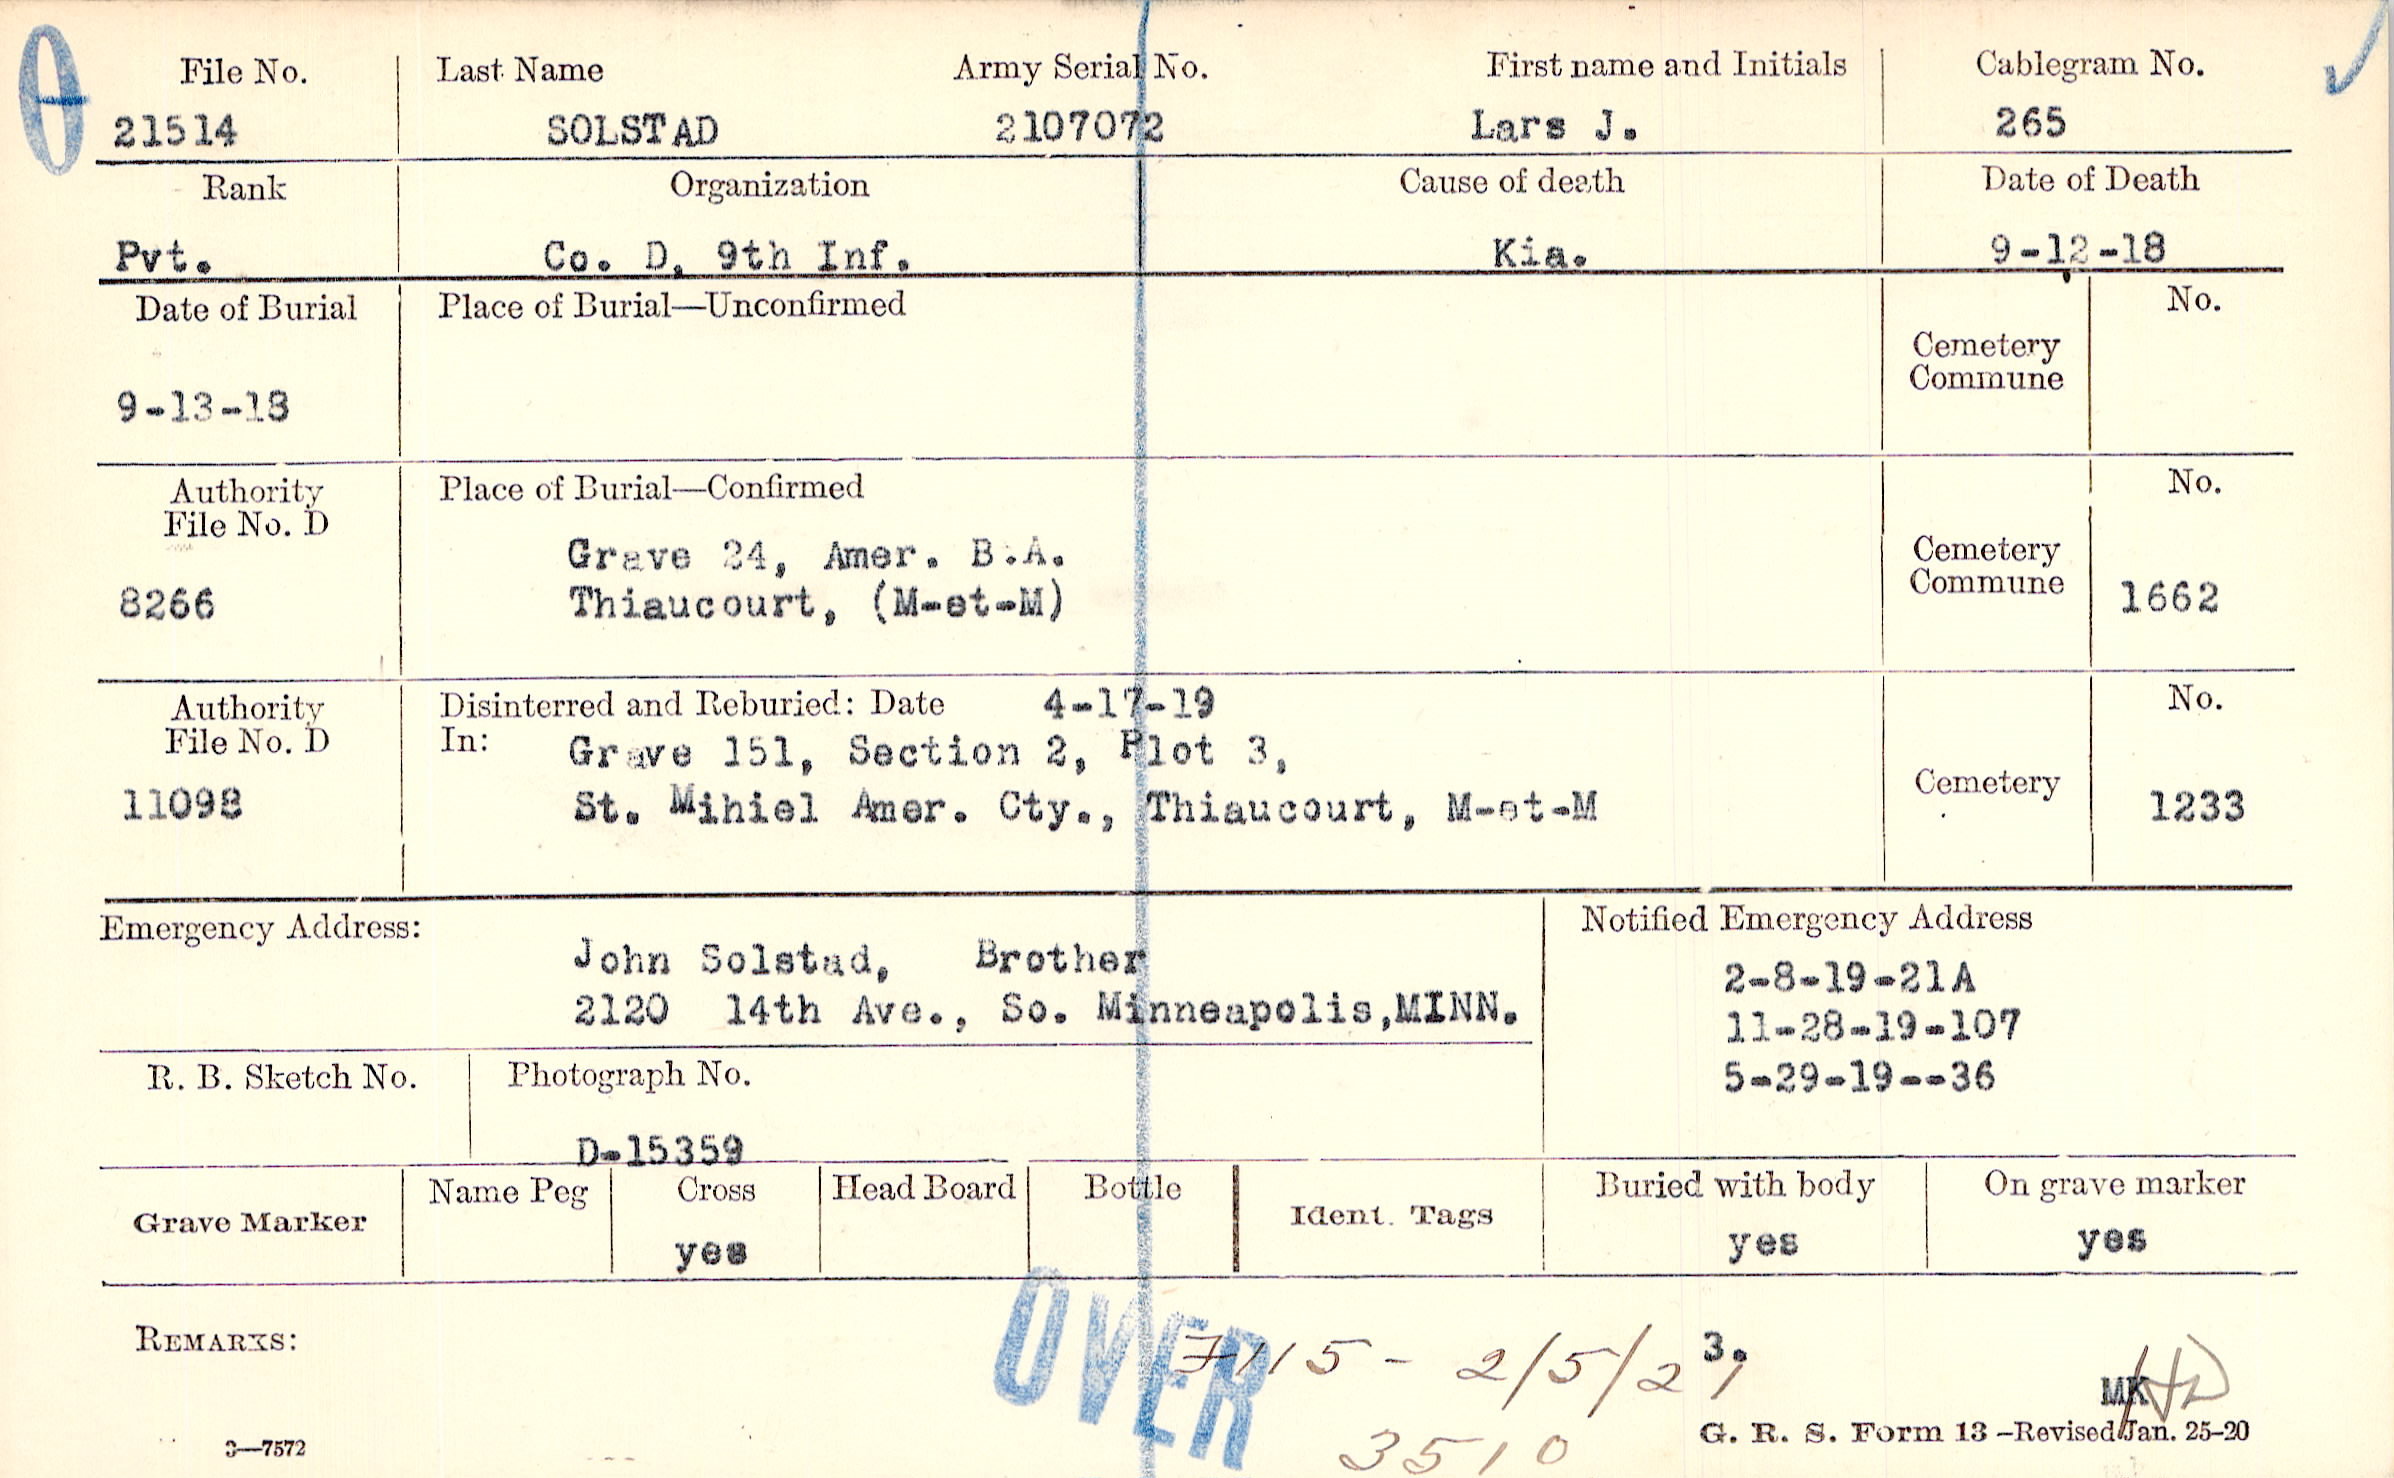 File No. Last Name Army Serial No. First name and Initials Cablegram No.
21514 SOLSTAD 2107072 Lars J. 265
Rank Organization Cause of death Date of Death
Pvt. Co. D, 9th Inf. Kia. 9-12-18
Date of Burial Place of Burial—Unconfirmed No.
Cemetery
Commune
9-13-18
Authority Place of Burial—Confirmed No.
File No. D
Grave 24, Amer. B.A. Cemetery
8266 Thiaucourt, (M-et-M) Commune 1662
Authority Disinterred and Reburied: Date 4-17-19 No.
File No. D In: Grave 151, Section 2, Plot 3,
11098 St. Mihiel Amer. Cty., Thiaucourt, M-et-M Cemetery 1233
Emergency Address: Notified Emergency Address
John Solstad, Brother 2-8-19-21A
2120 14th Ave., So. Minneapolis,MINN. 11-28-19-107
R. B. Sketch No. Photograph No. 5-29-19--36
D-15359
Grave Marker Name Peg Cross Head Board Bottle Ident. Tags Buried with body On grave marker
yes yes yes
REMARKS: 3.
OVER 7115 - 2/5/21
MK
3510
3—7572 G. R. S. Form 13 –Revised Jan. 25–20